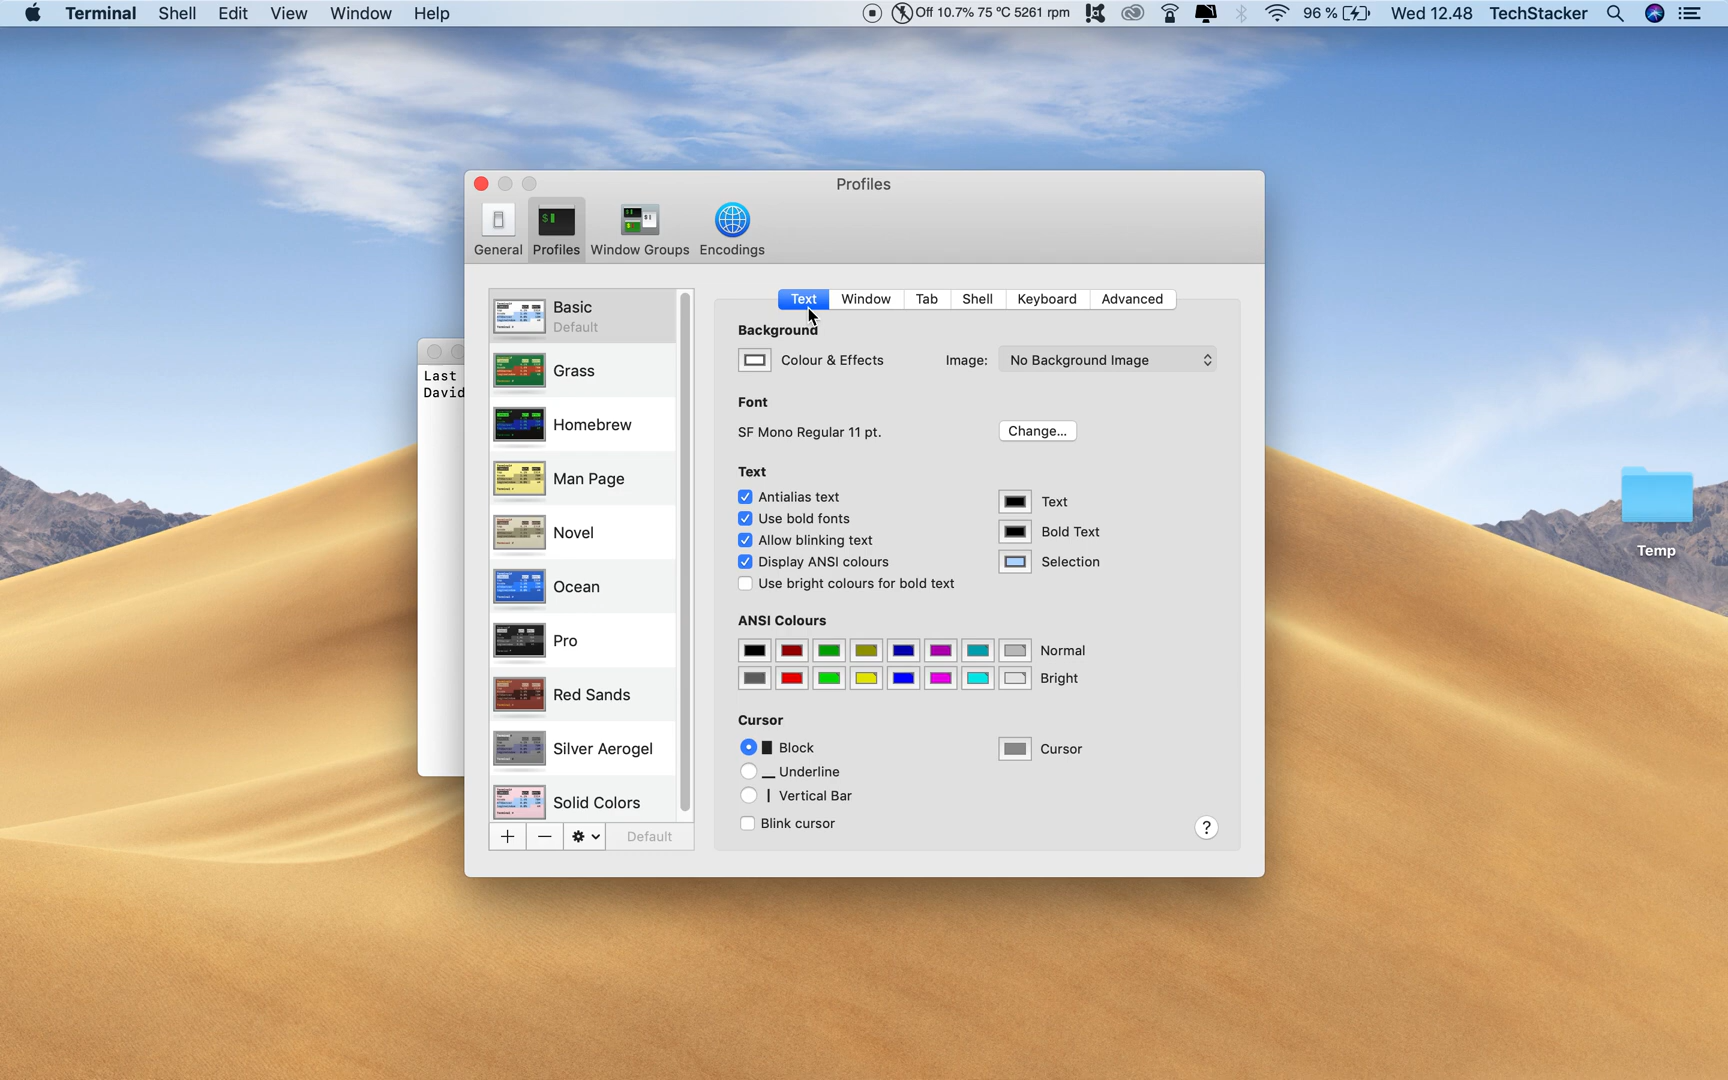 Terminal Shell Edit View Window Help Off 10.7% 75 °C 5261 rpm 96 % Wed 12.48 TechStacker
Profiles
General Profiles Window Groups Encodings
Last
David
Basic
Default
Grass
Homebrew
Man Page
Novel
Ocean
Pro
Red Sands
Silver Aerogel
Solid Colors
Default
Text Window Tab Shell Keyboard Advanced
Background
Colour & Effects Image: No Background Image
Font
SF Mono Regular 11 pt. Change...
Text
Antialias text Text
Use bold fonts
Allow blinking text Bold Text
Display ANSI colours Selection
Use bright colours for bold text
ANSI Colours
Normal
Bright
Cursor
Block Cursor
Underline
Vertical Bar
Blink cursor
?
Temp